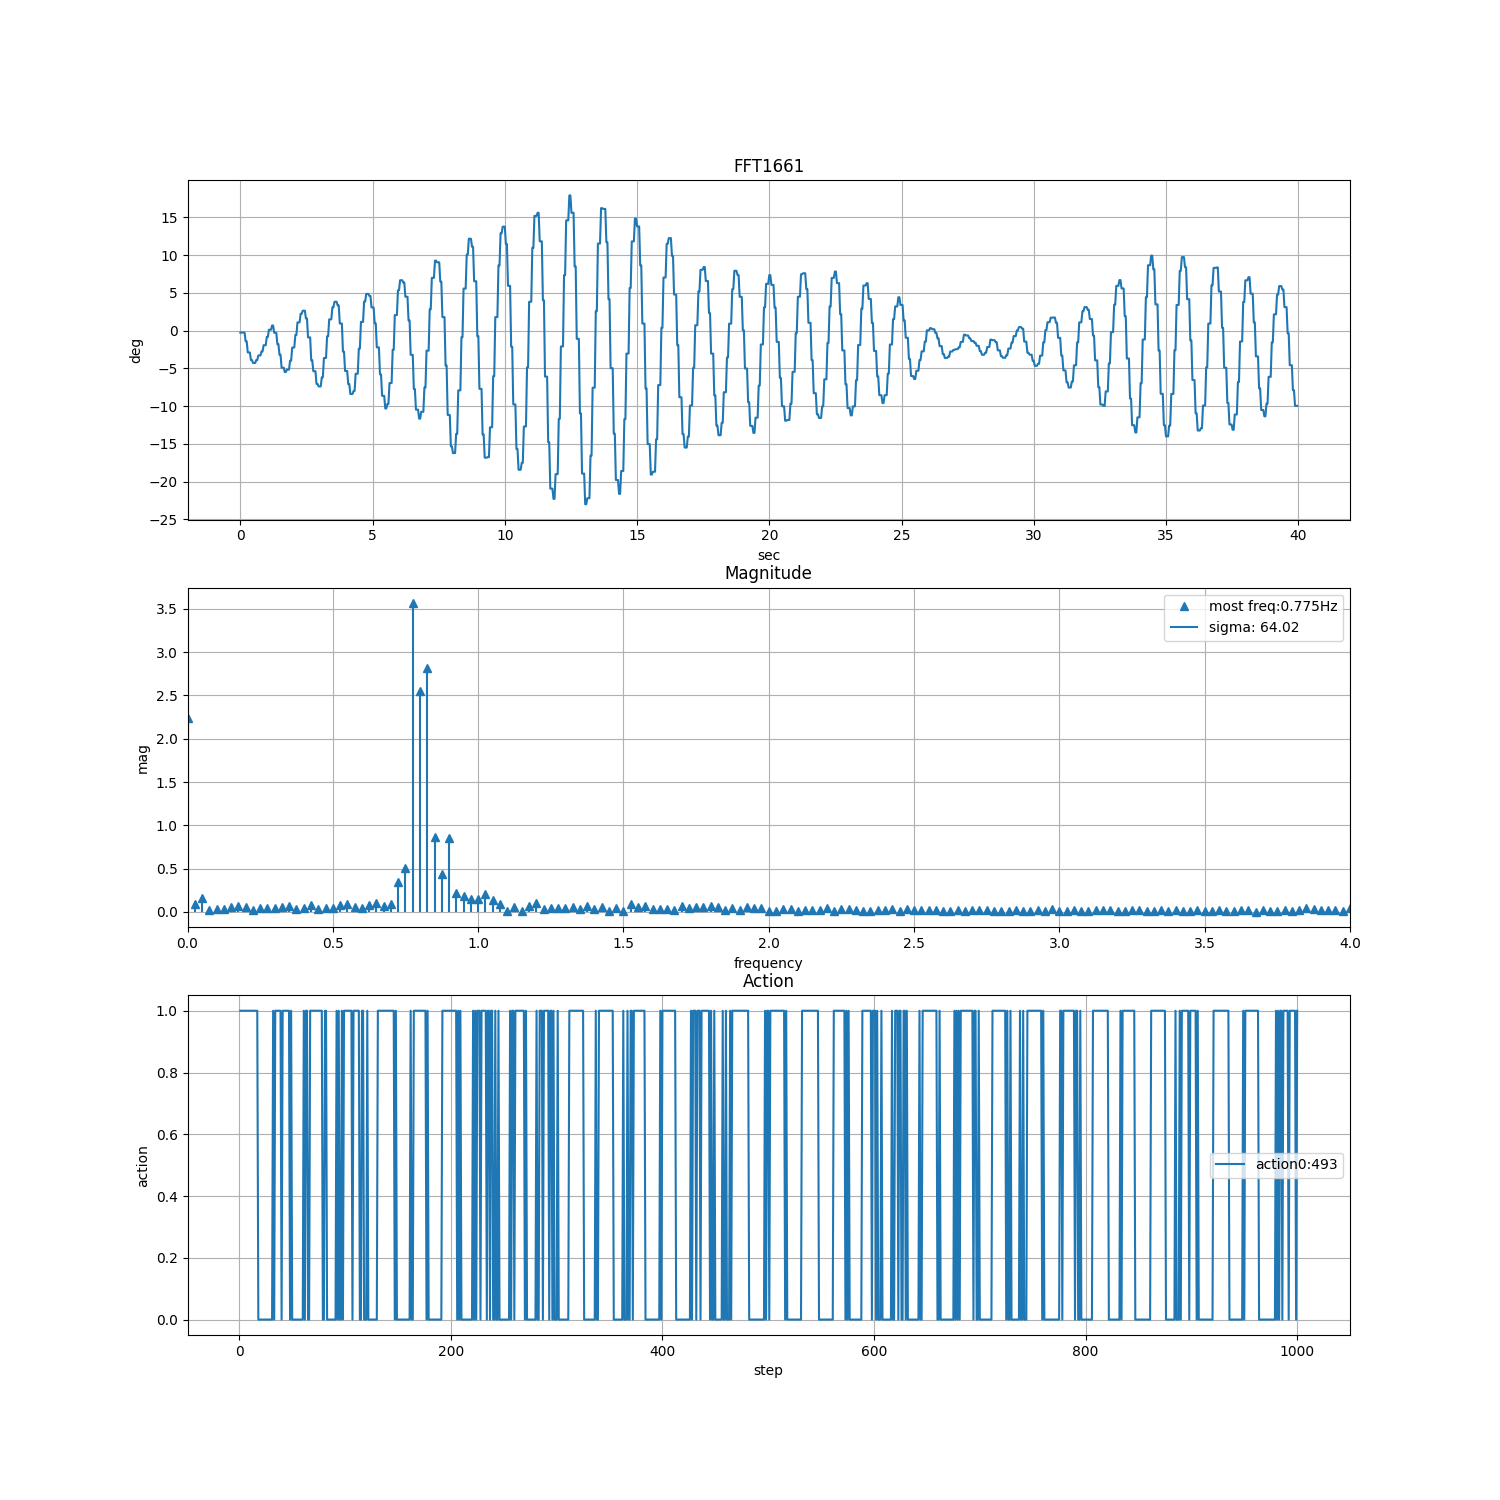 FFT1661
deg
15
10
5
0
−5
−10
−15
−20
−25
0 5 10 15 20 25 30 35 40
sec
Magnitude
mag
3.5
3.0
2.5
2.0
1.5
1.0
0.5
0.0
most freq:0.775Hz
sigma: 64.02
0.0 0.5 1.0 1.5 2.0 2.5 3.0 3.5 4.0
frequency
Action
action
1.0
0.8
0.6
0.4
0.2
0.0
action0:493
0 200 400 600 800 1000
step